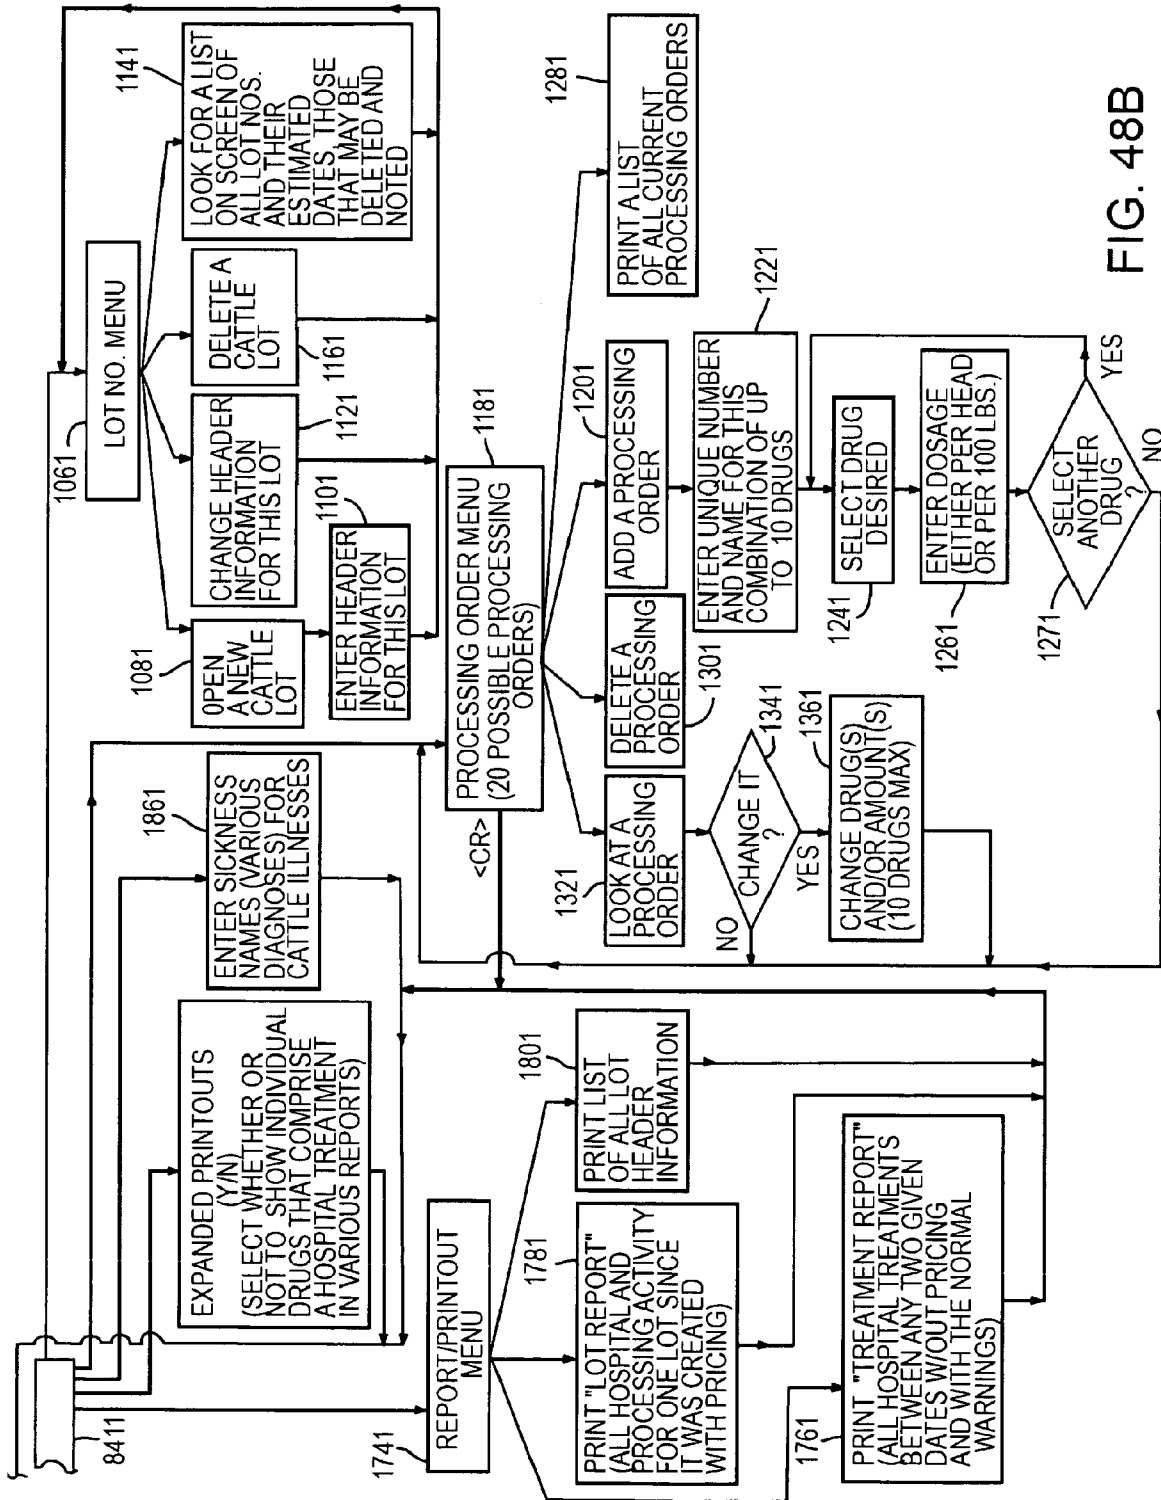 8411
EXPANDED PRINTOUTS
(Y/N)
(SELECT WHETHER OR
NOT TO SHOW INDIVIDUAL
DRUGS THAT COMPRISE
A HOSPITAL TREATMENT
IN VARIOUS REPORTS)
1861
ENTER SICKNESS
NAMES (VARIOUS
DIAGNOSES) FOR
CATTLE ILLNESSES
1061
LOT NO. MENU
1081
OPEN
A NEW
CATTLE
LOT
1101
ENTER HEADER
INFORMATION
FOR THIS LOT
CHANGE HEADER
INFORMATION
FOR THIS LOT
1121
DELETE A
CATTLE
LOT
1161
1141
LOOK FOR A LIST
ON SCREEN OF
ALL LOT NOS.
AND THEIR
ESTIMATED
DATES, THOSE
THAT MAY BE
DELETED AND
NOTED
1741
REPORT/PRINTOUT
MENU
1761
PRINT "TREATMENT REPORT"
(ALL HOSPITAL TREATMENTS
BETWEEN ANY TWO GIVEN
DATES W/OUT PRICING
AND WITH THE NORMAL
WARNINGS)
1781
PRINT "LOT REPORT"
(ALL HOSPITAL AND
PROCESSING ACTIVITY
FOR ONE LOT SINCE
IT WAS CREATED
WITH PRICING)
1801
PRINT LIST
OF ALL LOT
HEADER
INFORMATION
<CR>
1181
PROCESSING ORDER MENU
(20 POSSIBLE PROCESSING
ORDERS)
1321
LOOK AT A
PROCESSING
ORDER
DELETE A
PROCESSING
ORDER
1301
ADD A PROCESSING
ORDER
1201
1281
PRINT A LIST
OF ALL CURRENT
PROCESSING ORDERS
CHANGE IT
?
1341
NO
YES
1361
CHANGE DRUG(S)
AND/OR AMOUNT(S)
(10 DRUGS MAX)
ENTER UNIQUE NUMBER
AND NAME FOR THIS
COMBINATION OF UP
TO 10 DRUGS
1221
1241
SELECT DRUG
DESIRED
1261
ENTER DOSAGE
(EITHER PER HEAD
OR PER 100 LBS.)
1271
SELECT
ANOTHER
DRUG
?
YES
NO
FIG. 48B